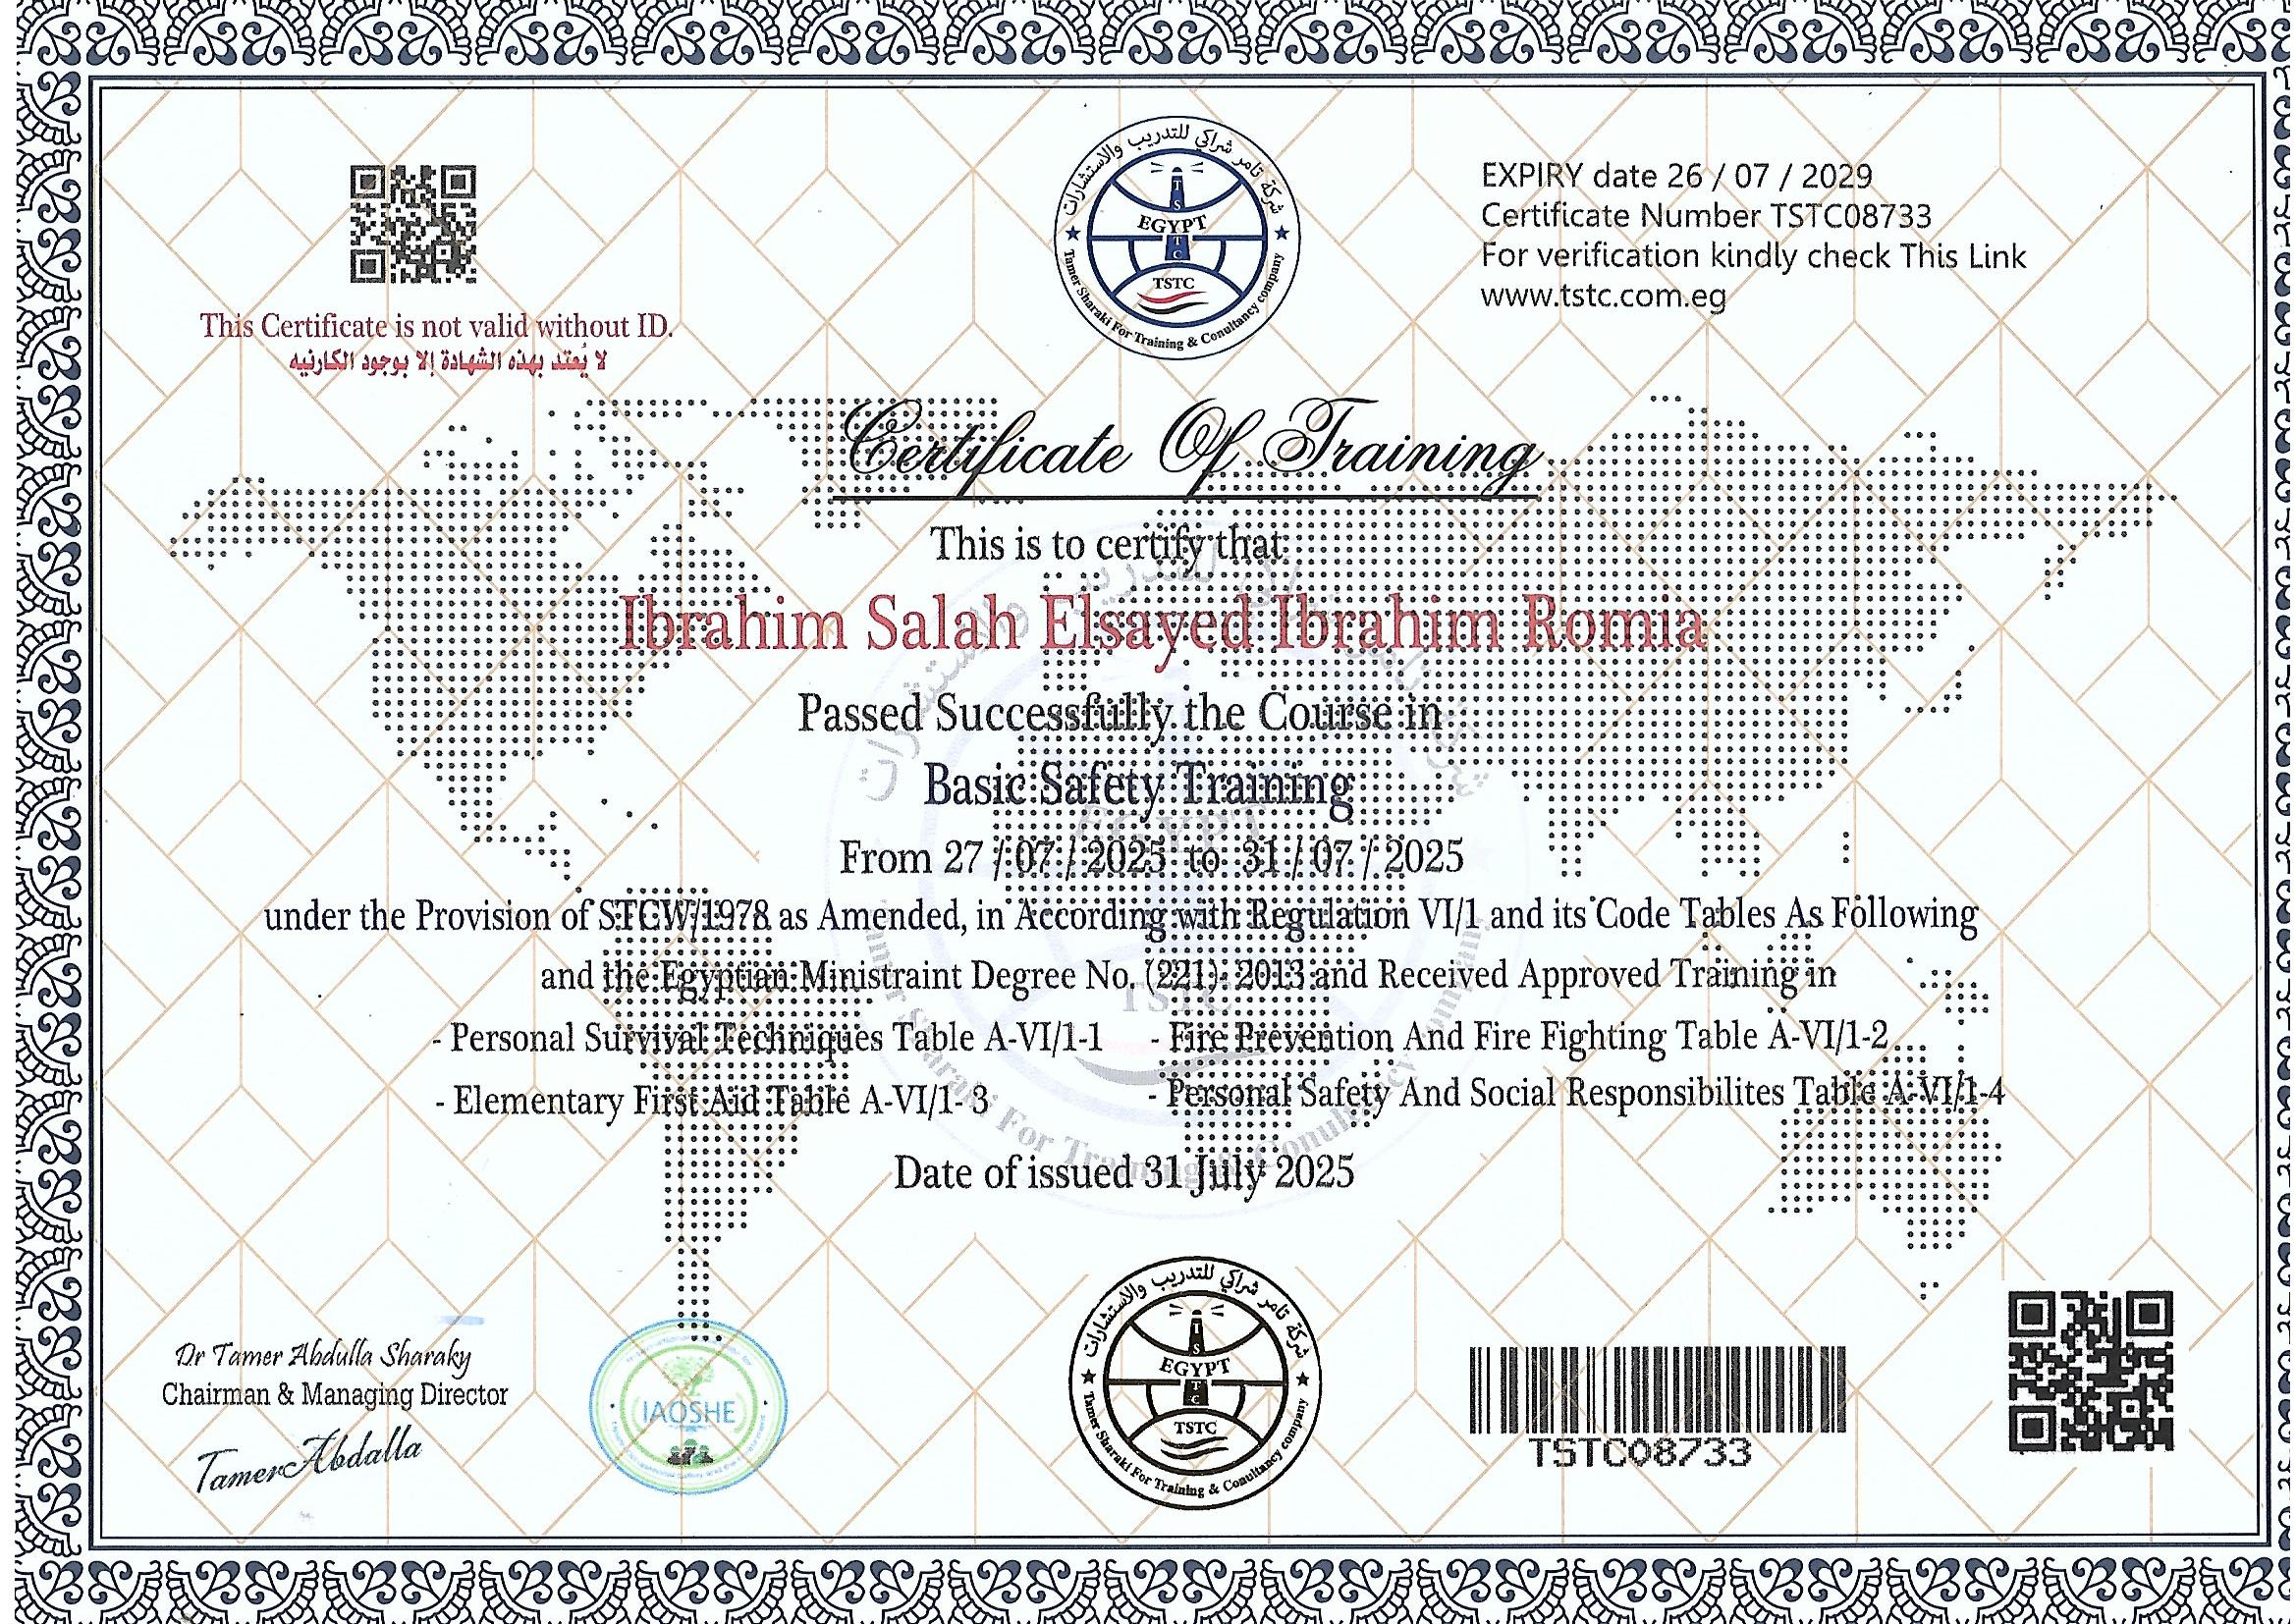 شركة تامر شراكي للتدريب والاستشارات
EGYPT
TSTC
Tamer Sharaki For Training & Conultancy company
EXPIRY date 26 / 07 / 2029
Certificate Number TSTC08733
For verification kindly check This Link
www.tstc.com.eg
This Certificate is not valid without ID.
لا يُعتد بهذه الشهادة إلا بوجود الكارنيه
Certificate Of Training
This is to certify that
Ibrahim Salah Elsayed Ibrahim Romia
Passed Successfully the Course in
Basic Safety Training
From 27 / 07 / 2025 to 31 / 07 / 2025
under the Provision of STCW/1978 as Amended, in According with Regulation VI/1 and its Code Tables As Following
and the Egyptian Ministraint Degree No. (221)- 2013 and Received Approved Training in
- Personal Survival Techniques Table A-VI/1-1 - Fire Prevention And Fire Fighting Table A-VI/1-2
- Elementary First Aid Table A-VI/1- 3 - Personal Safety And Social Responsibilites Table A-VI/1-4
Date of issued 31 July 2025
Dr Tamer Abdulla Sharaky
Chairman & Managing Director
Tamer Abdalla
IAOSHE
شركة تامر شراكي للتدريب والاستشارات
EGYPT
TSTC
Tamer Sharaki For Training & Conultancy company
TSTC08733